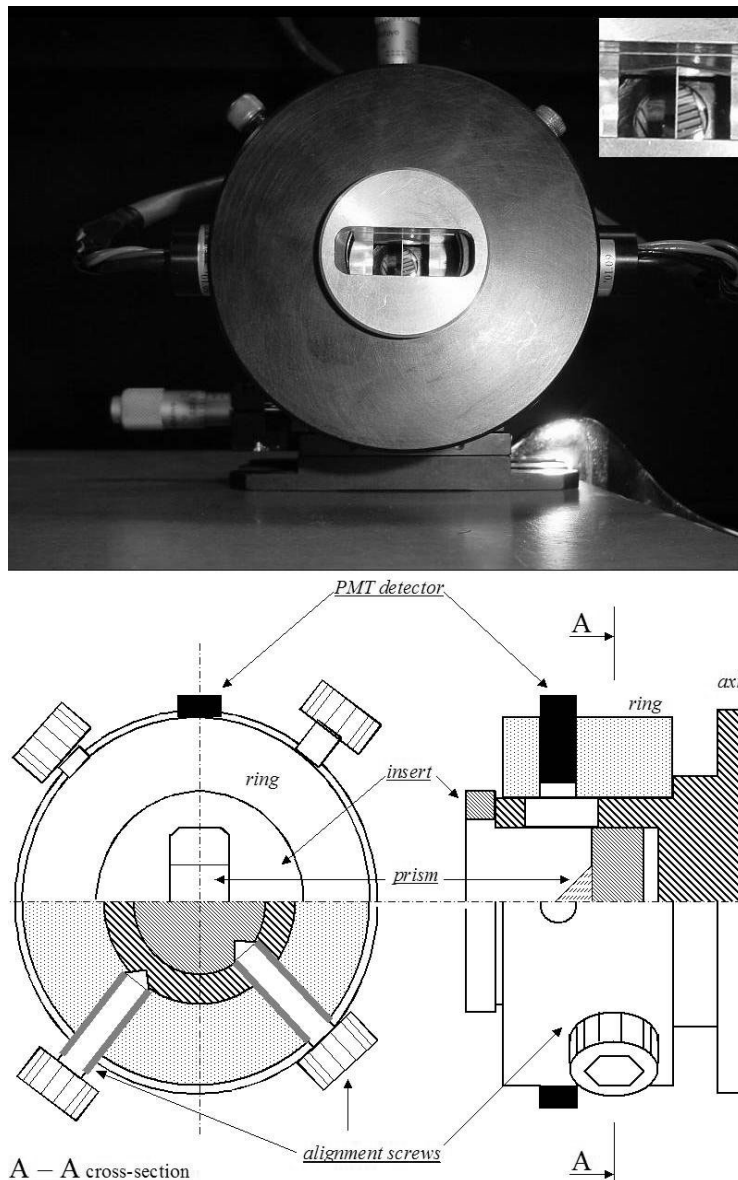 PMT detector
A
ring
ring
insert
prism
alignment screws
A – A cross-section
A